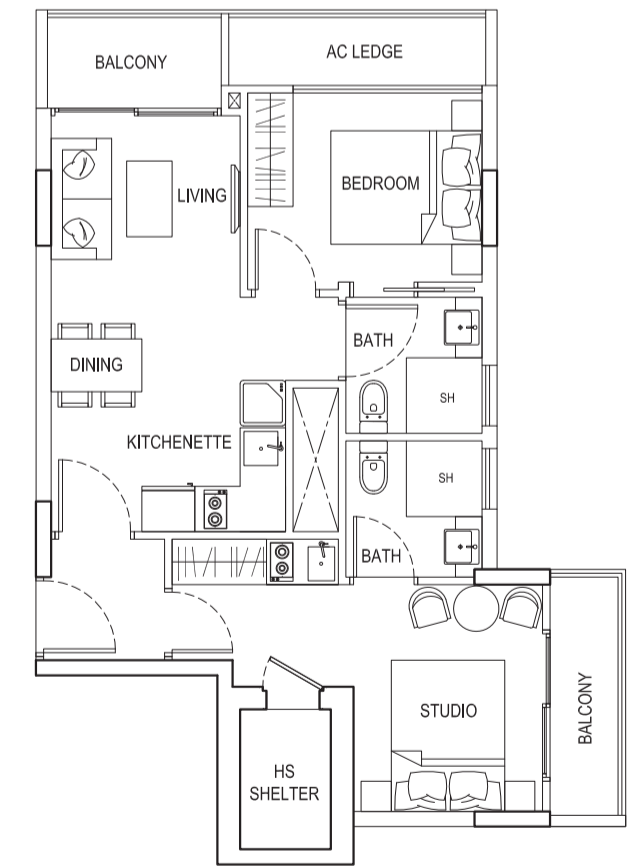 BALCONY
AC LEDGE
LIVING
BEDROOM
BATH
DINING
SH
KITCHENETTE
SH
BATH
STUDIO
BALCONY
HS
SHELTER